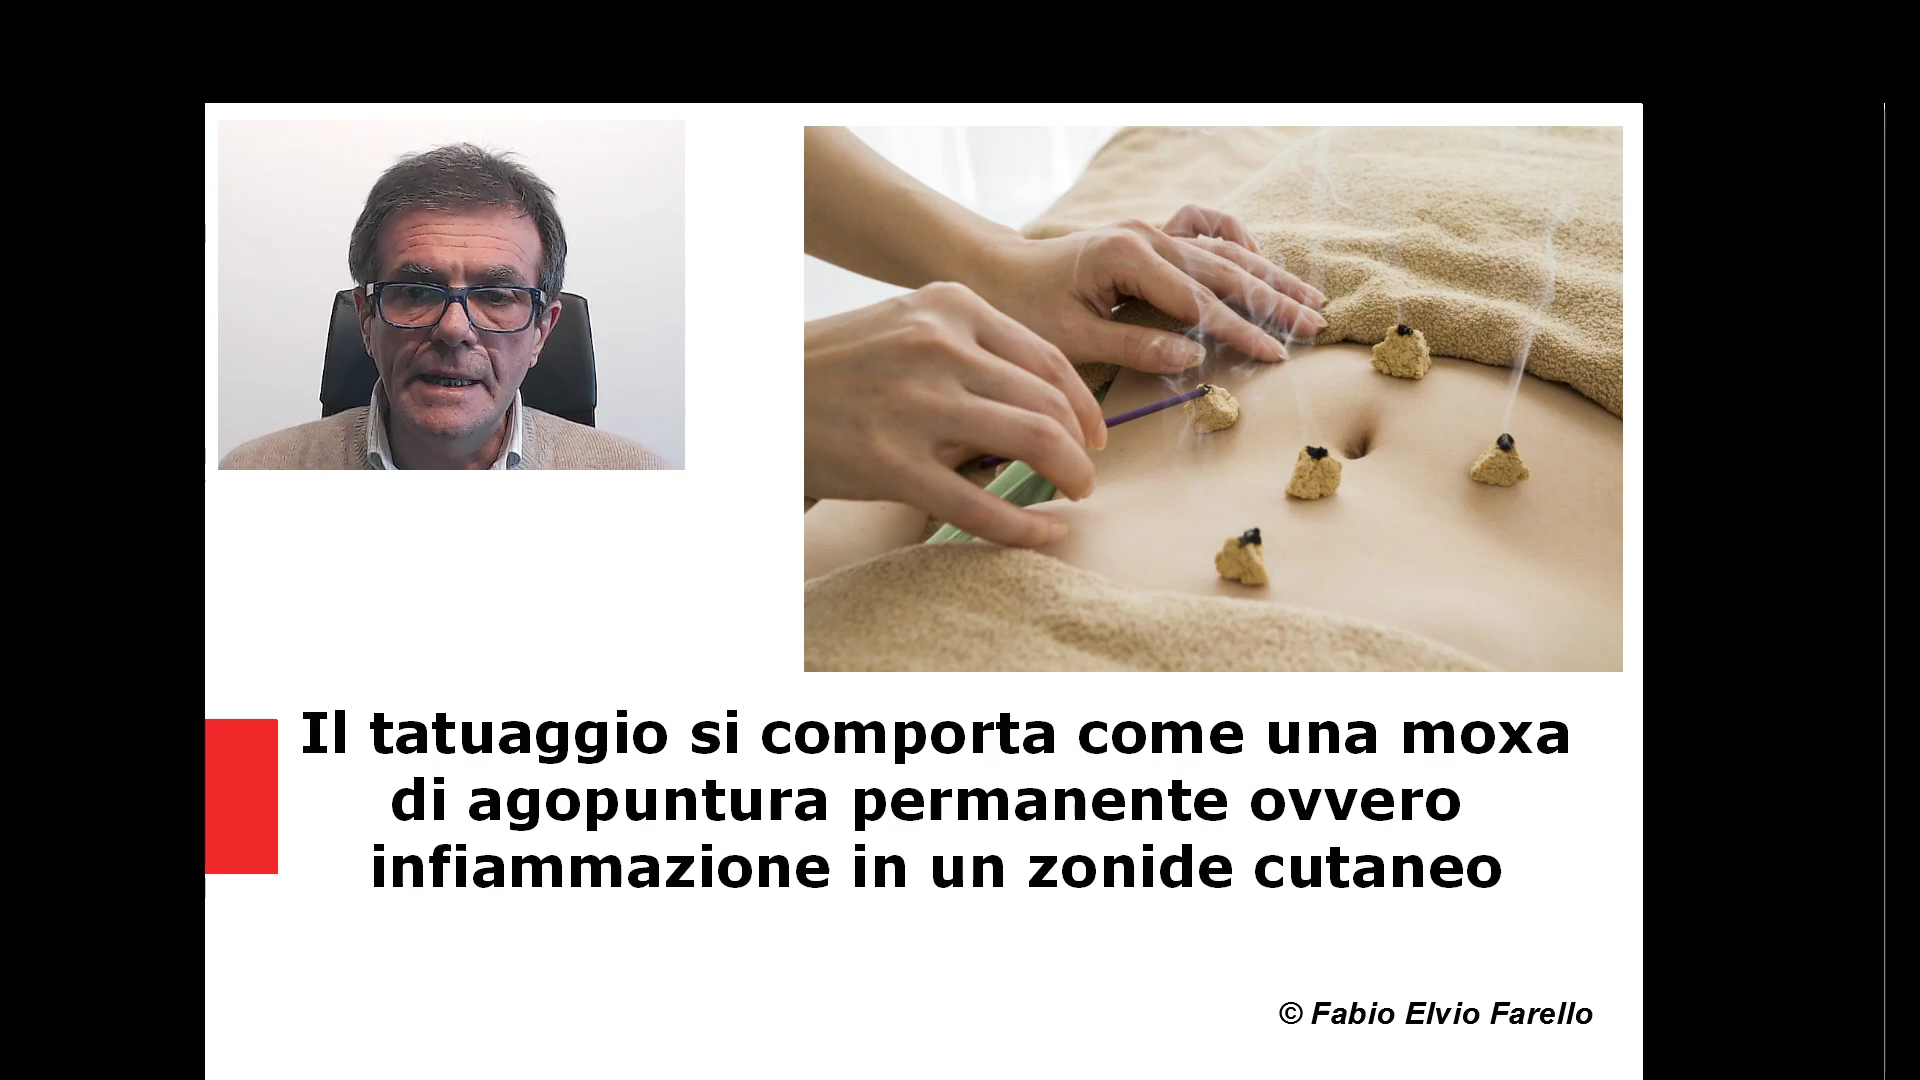 Il tatuaggio si comporta come una moxa
di agopuntura permanente ovvero
infiammazione in un zonide cutaneo
© Fabio Elvio Farello